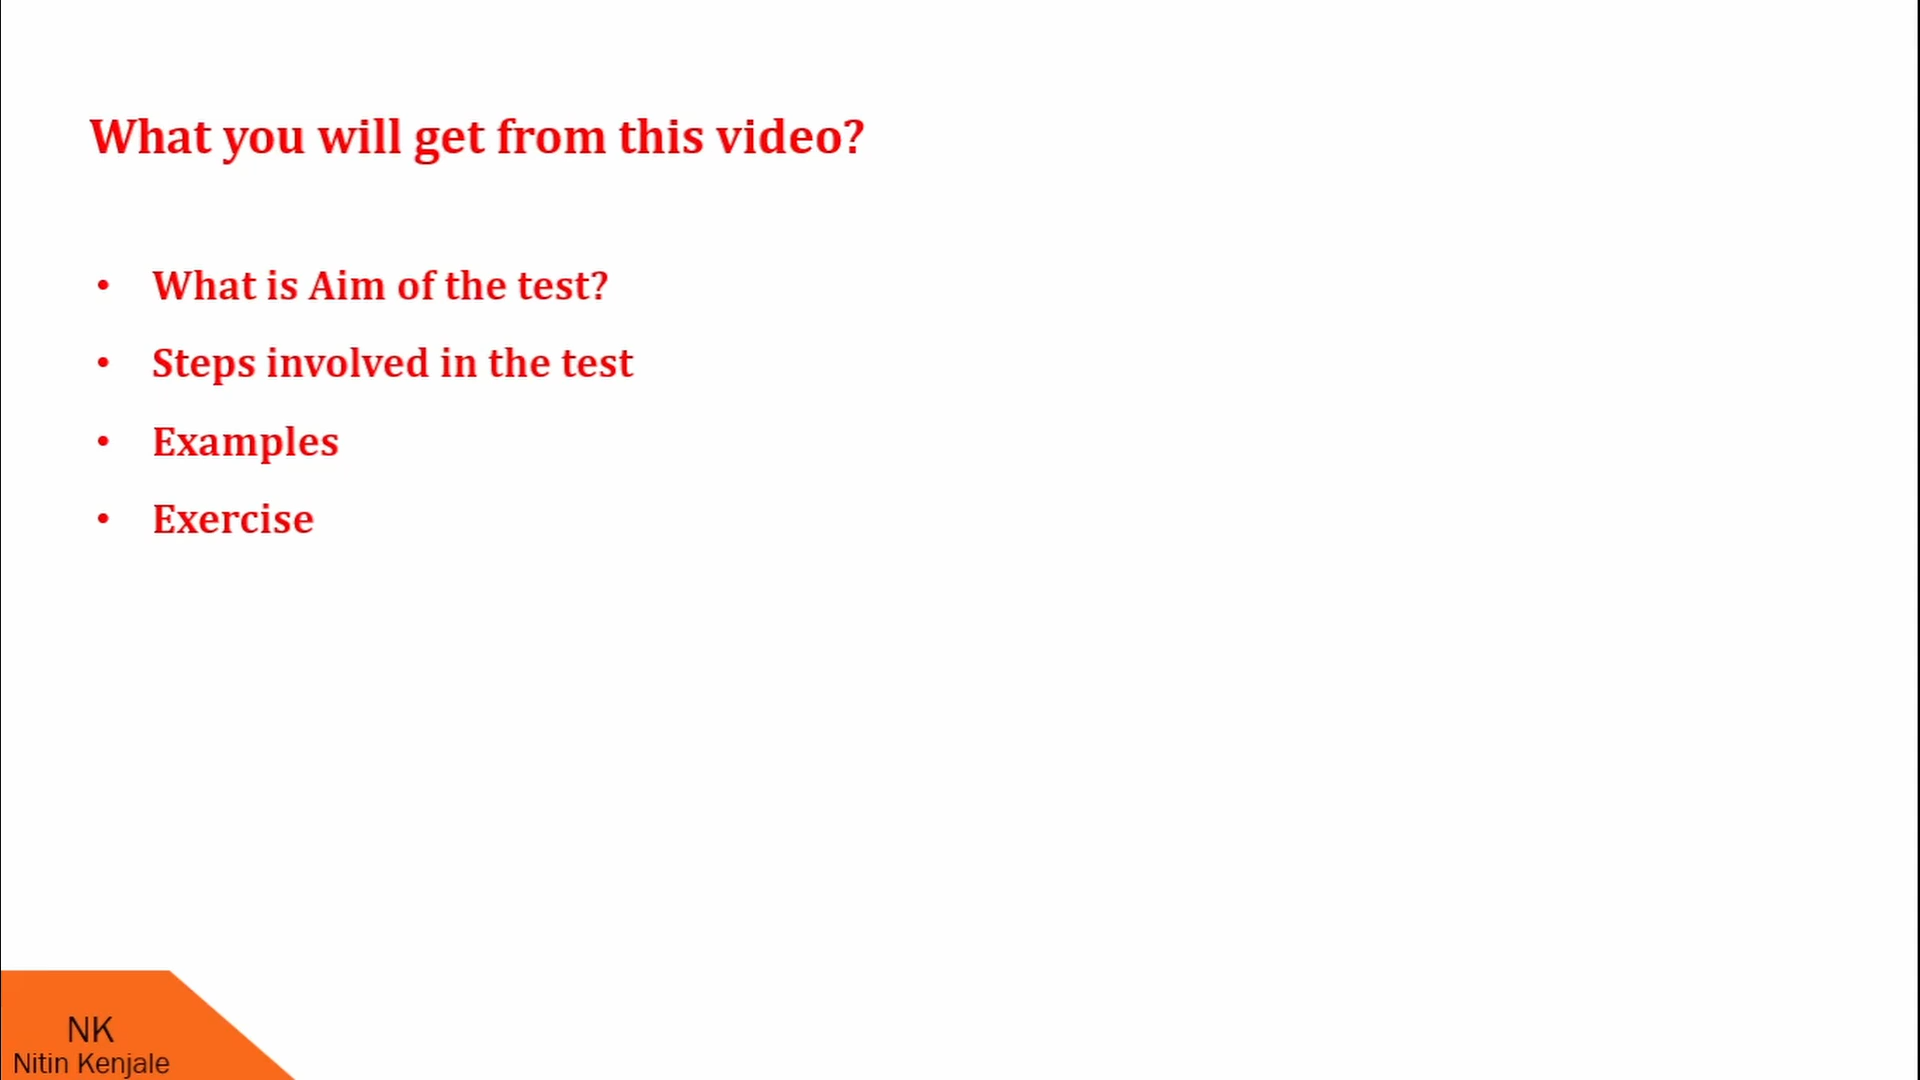 What you will get from this video?
• What is Aim of the test?
• Steps involved in the test
• Examples
• Exercise
NK
Nitin Kenjale